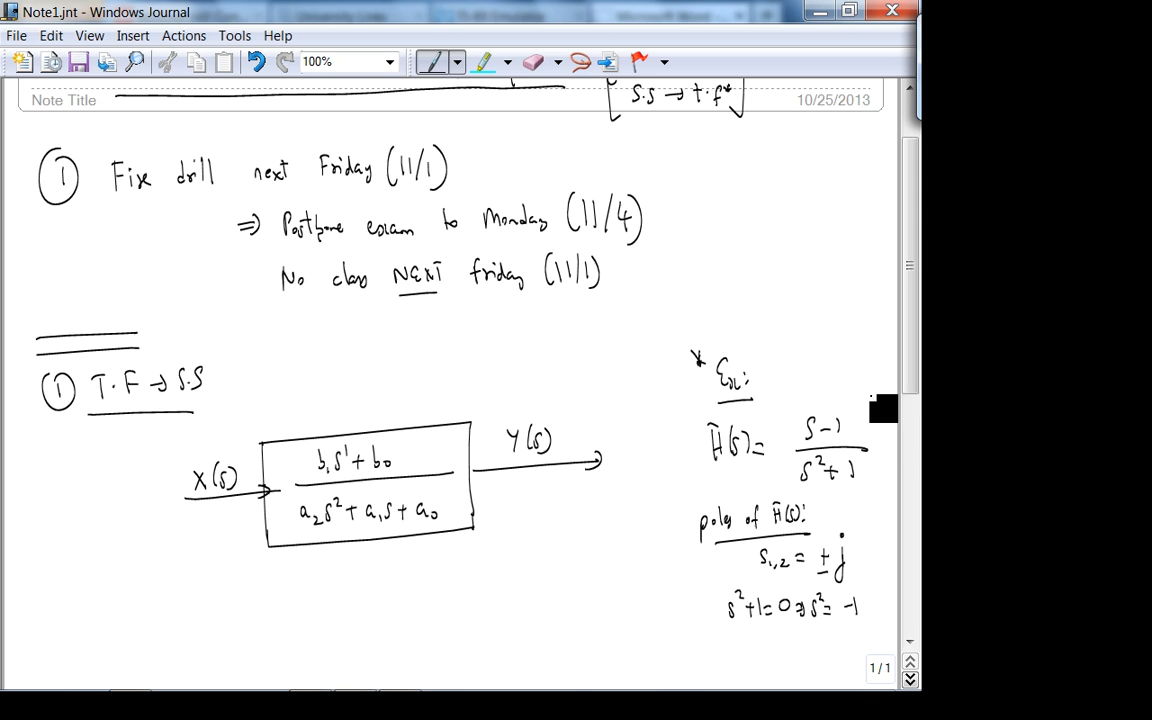 Note1.jnt - Windows Journal
File Edit View Insert Actions Tools Help
100%
Note Title
[S.S → t.f]
10/25/2013
① Fire drill next Friday (11/1)
⇒ Postpone exam to Monday (11/4)
No class NEXT friday (11/1)
① T.F → S.S
X(s)
b₁s¹ + b₀
a₂s² + a₁s + a₀
Y(s)
* Ex:
H(s) = s-1
s²+1
poles of H(s):
s₁,₂ = ± j
s²+1=0 ⇒ s²= -1
1/1